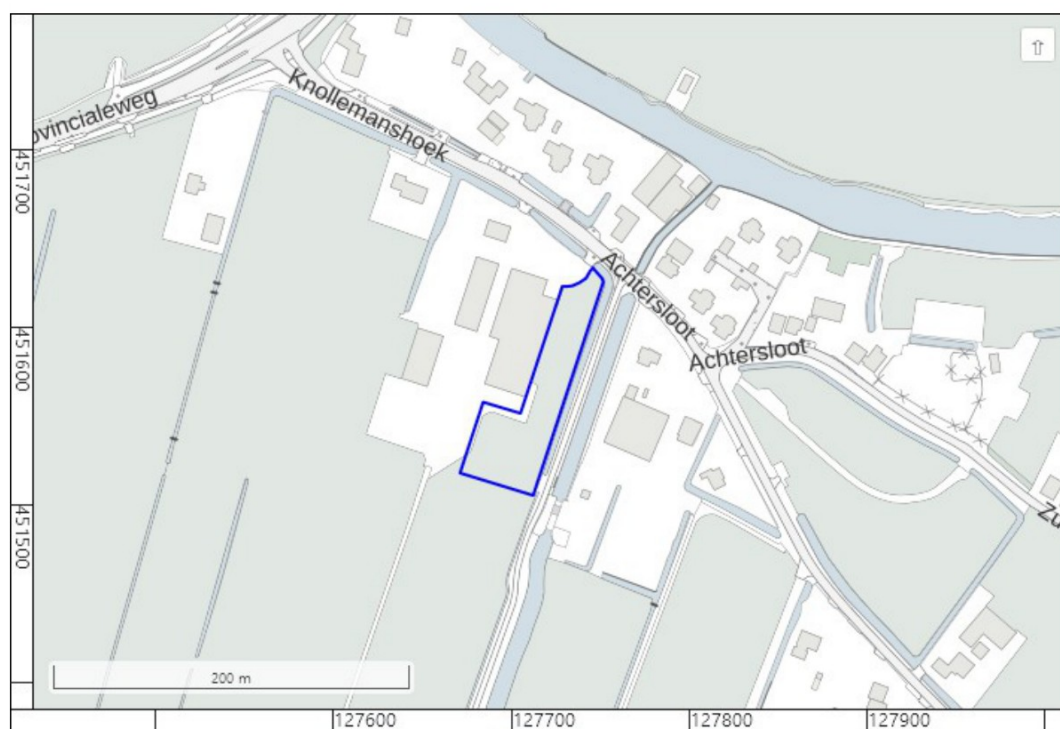 ovincialeweg
Knollemanshoek
Achtersloot
Achtersloot
Zu
451700
451600
451500
200 m
127600
127700
127800
127900
⇧